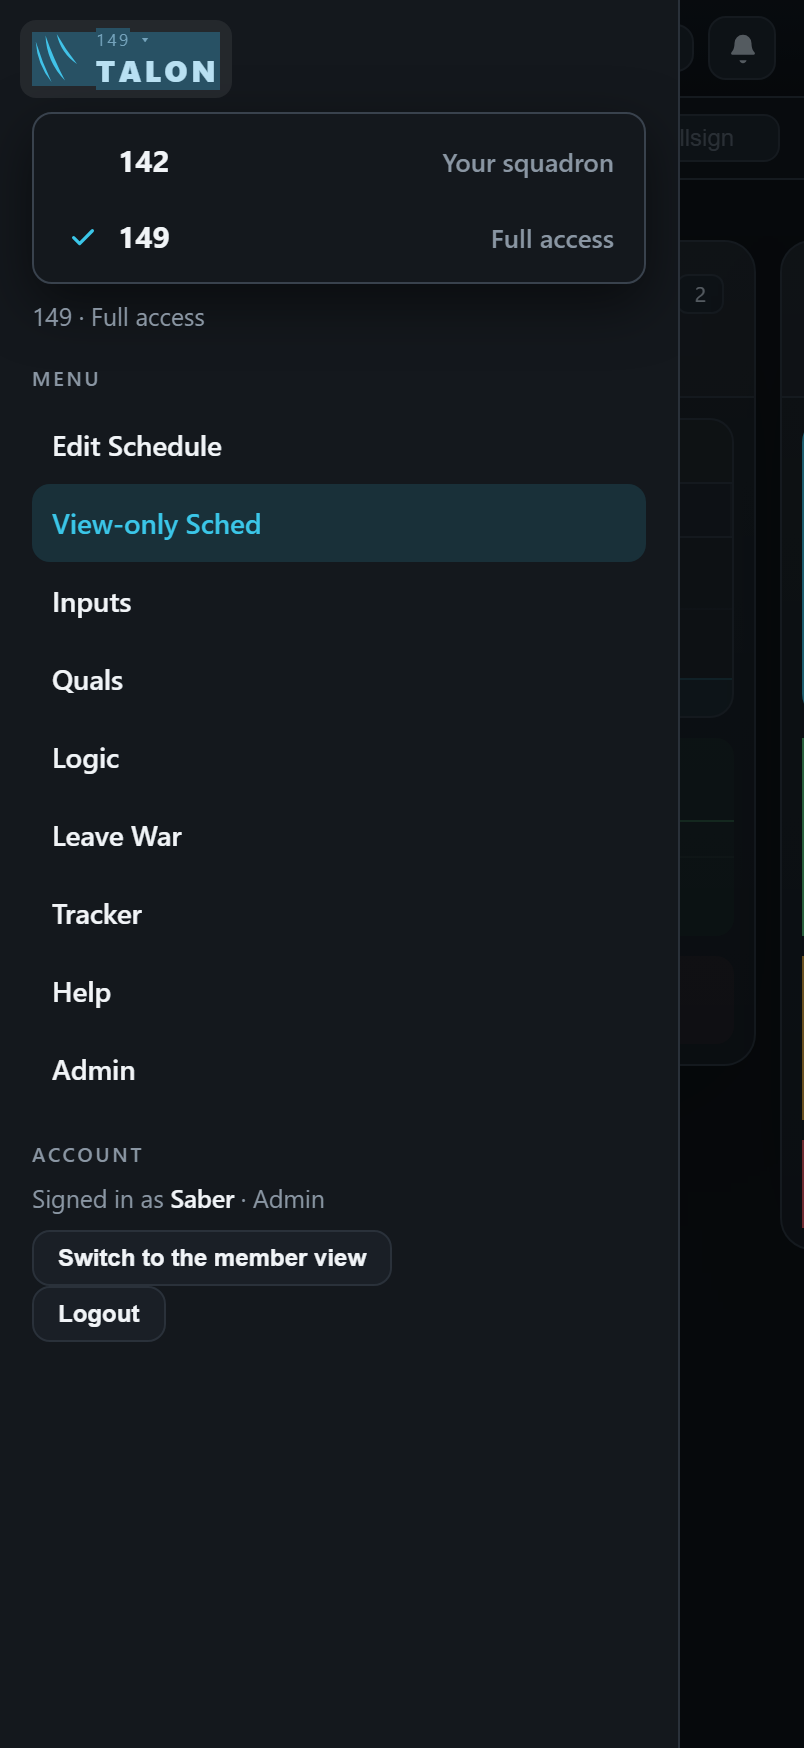 149
TALON
142 Your squadron
149 Full access
149 · Full access
MENU
Edit Schedule
View-only Sched
Inputs
Quals
Logic
Leave War
Tracker
Help
Admin
ACCOUNT
Signed in as Saber · Admin
Switch to the member view
Logout
llsign
2